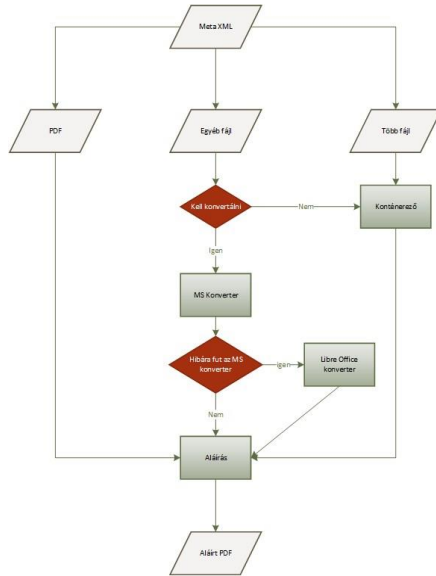 Meta XML
PDF
Egyéb fájl
Több fájl
Kell konvertálni
Nem
Konténerező
Igen
MS Konverter
Hibára fut az MS
konverter
Igen
Libre Office
konverter
Nem
Aláírás
Aláírt PDF